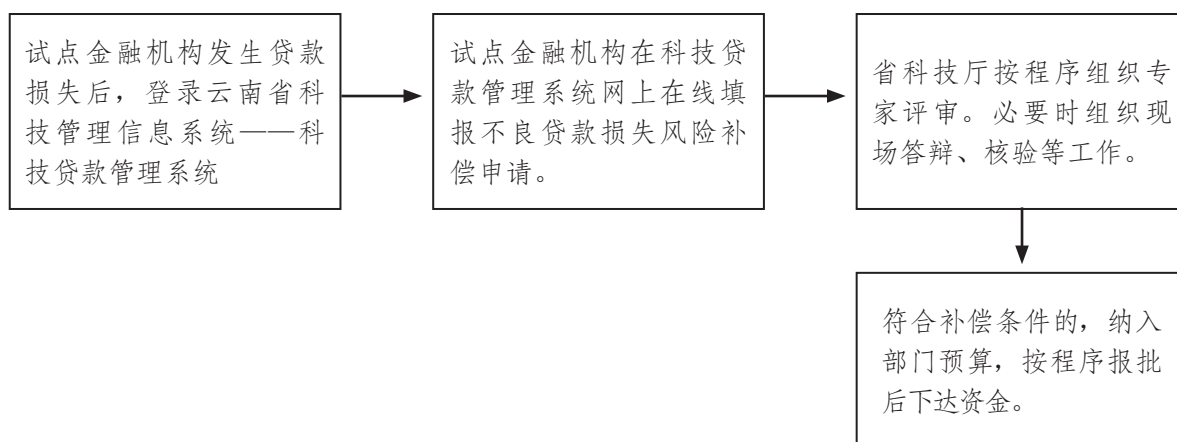 试点金融机构发生贷款
损失后，登录云南省科
技管理信息系统——科
技贷款管理系统
试点金融机构在科技贷
款管理系统网上在线填
报不良贷款损失风险补
偿申请。
省科技厅按程序组织专
家评审。必要时组织现
场答辩、核验等工作。
符合补偿条件的，纳入
部门预算，按程序报批
后下达资金。